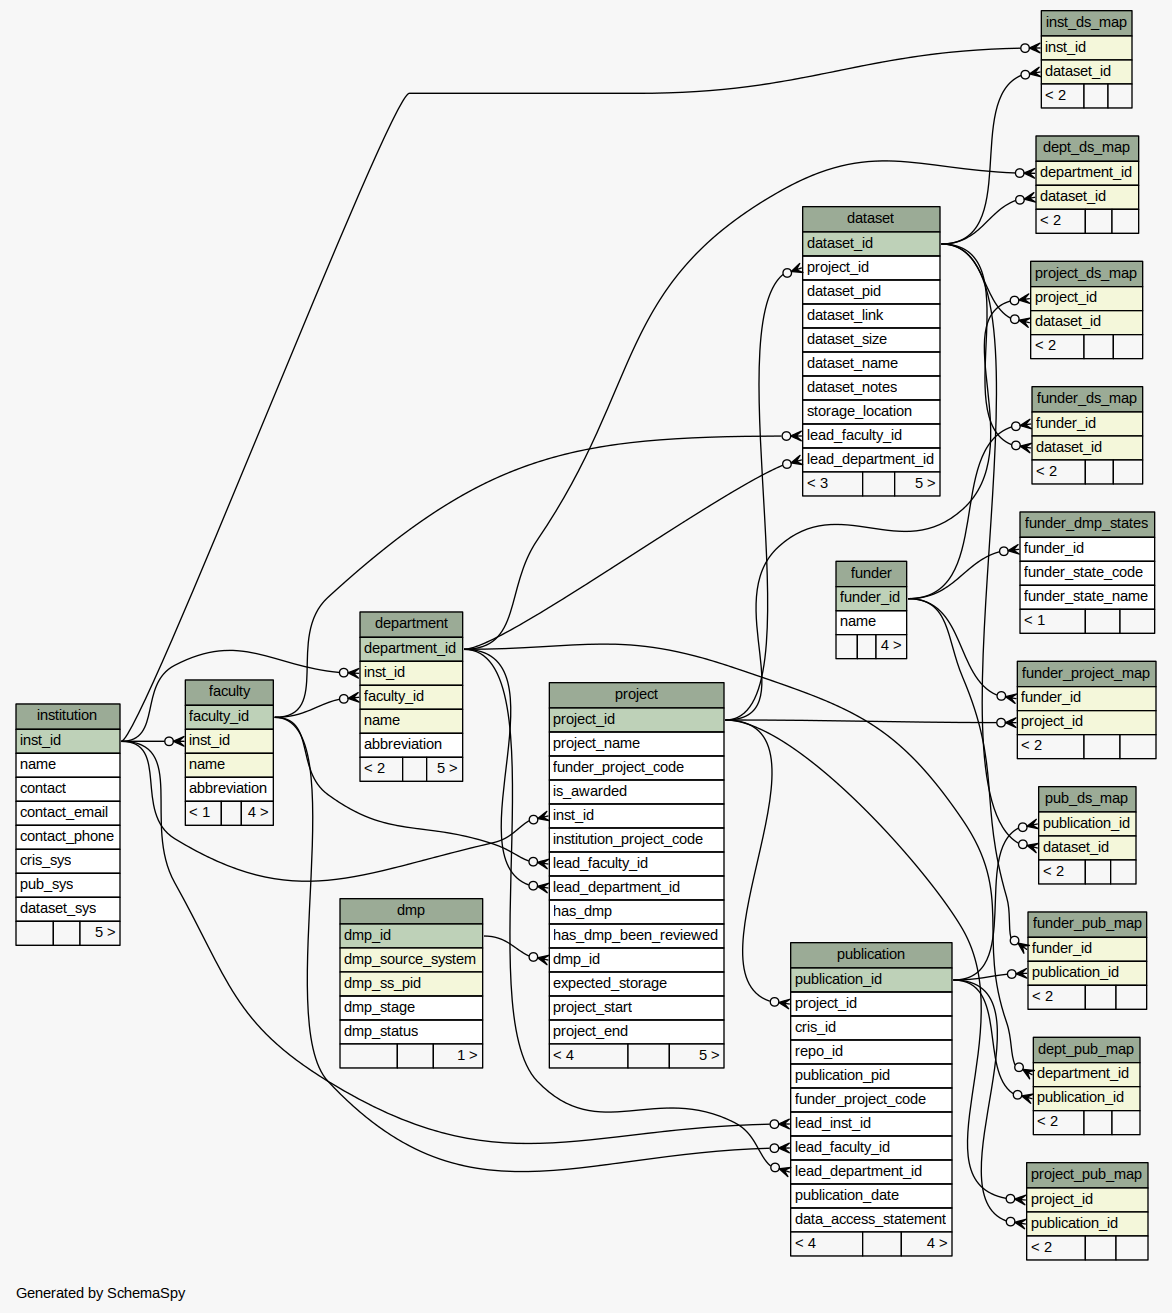 inst_ds_map
inst_id
dataset_id
< 2
dept_ds_map
department_id
dataset_id
< 2
project_ds_map
project_id
dataset_id
< 2
funder_ds_map
funder_id
dataset_id
< 2
funder_dmp_states
funder_id
funder_state_code
funder_state_name
< 1
funder_project_map
funder_id
project_id
< 2
pub_ds_map
publication_id
dataset_id
< 2
funder_pub_map
funder_id
publication_id
< 2
dept_pub_map
department_id
publication_id
< 2
project_pub_map
project_id
publication_id
< 2
dataset
dataset_id
project_id
dataset_pid
dataset_link
dataset_size
dataset_name
dataset_notes
storage_location
lead_faculty_id
lead_department_id
< 3 5 >
funder
funder_id
name
4 >
publication
publication_id
project_id
cris_id
repo_id
publication_pid
funder_project_code
lead_inst_id
lead_faculty_id
lead_department_id
publication_date
data_access_statement
< 4 4 >
project
project_id
project_name
funder_project_code
is_awarded
inst_id
institution_project_code
lead_faculty_id
lead_department_id
has_dmp
has_dmp_been_reviewed
dmp_id
expected_storage
project_start
project_end
< 4 5 >
department
department_id
inst_id
faculty_id
name
abbreviation
< 2 5 >
dmp
dmp_id
dmp_source_system
dmp_ss_pid
dmp_stage
dmp_status
1 >
faculty
faculty_id
inst_id
name
abbreviation
< 1 4 >
institution
inst_id
name
contact
contact_email
contact_phone
cris_sys
pub_sys
dataset_sys
5 >
Generated by SchemaSpy